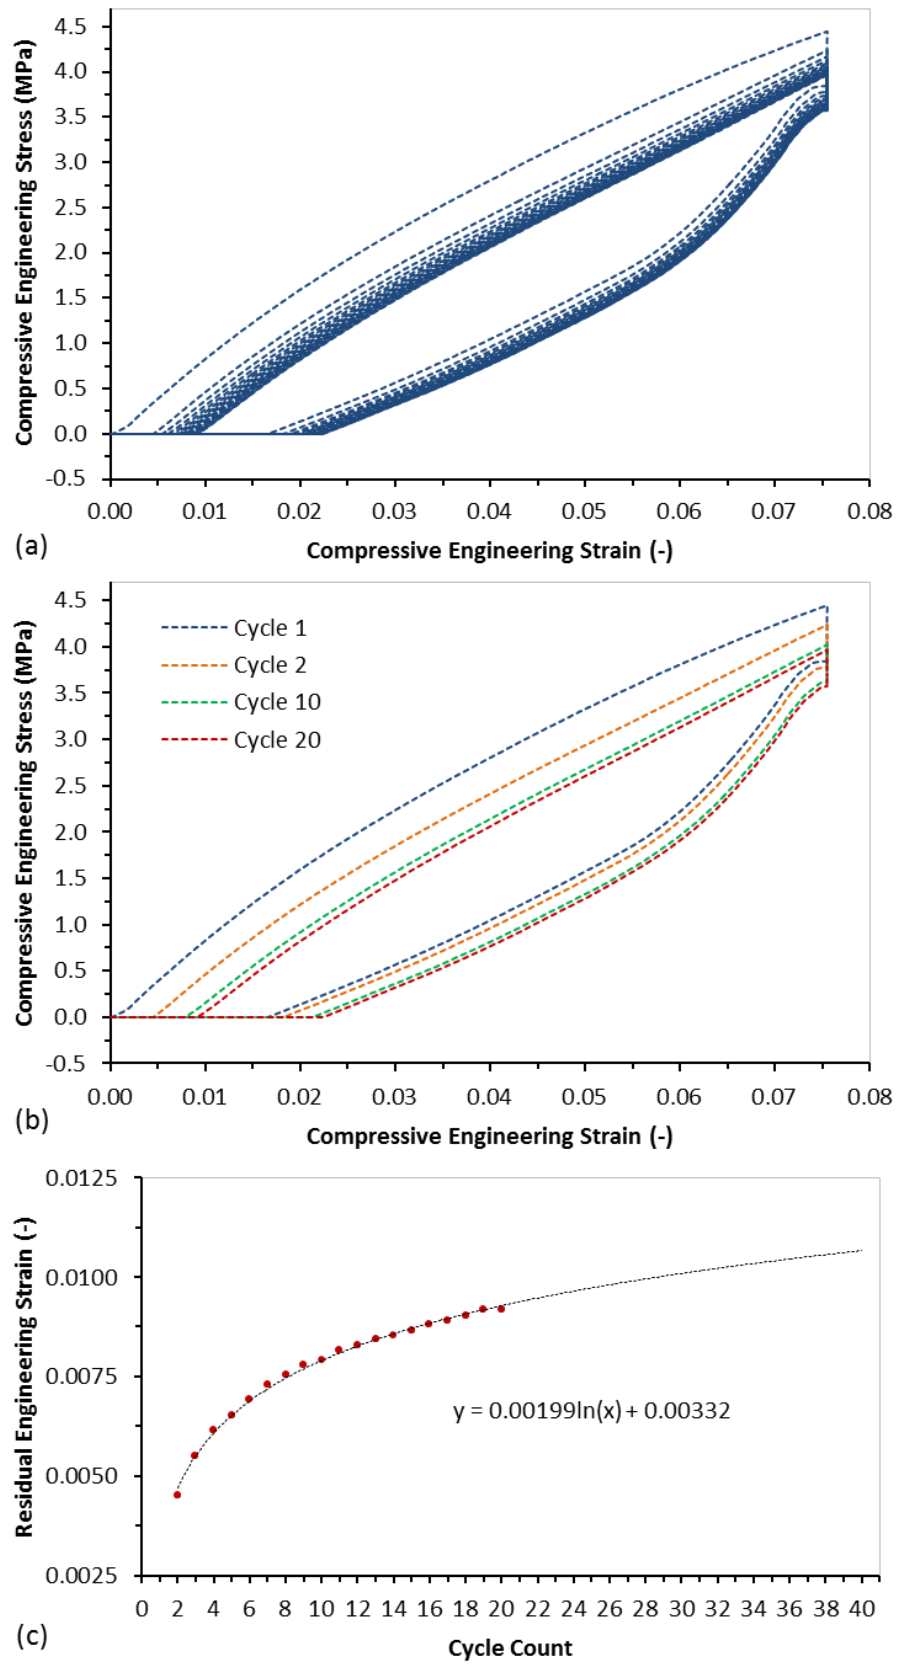 4.5
4.0
3.5
3.0
2.5
2.0
1.5
1.0
0.5
0.0
-0.5
Compressive Engineering Stress (MPa)
0.00 0.01 0.02 0.03 0.04 0.05 0.06 0.07 0.08
(a)
Compressive Engineering Strain (-)
4.5
4.0
3.5
3.0
2.5
2.0
1.5
1.0
0.5
0.0
-0.5
Compressive Engineering Stress (MPa)
Cycle 1
Cycle 2
Cycle 10
Cycle 20
0.00 0.01 0.02 0.03 0.04 0.05 0.06 0.07 0.08
(b)
Compressive Engineering Strain (-)
0.0125
0.0100
0.0075
0.0050
0.0025
Residual Engineering Strain (-)
y = 0.00199ln(x) + 0.00332
0 2 4 6 8 10 12 14 16 18 20 22 24 26 28 30 32 34 36 38 40
(c)
Cycle Count